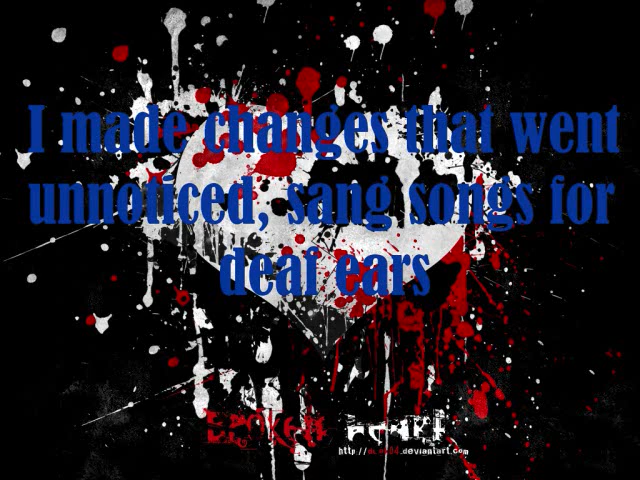 I made changes that went
unnoticed, sang songs for
deaf ears
BROKEN HEART